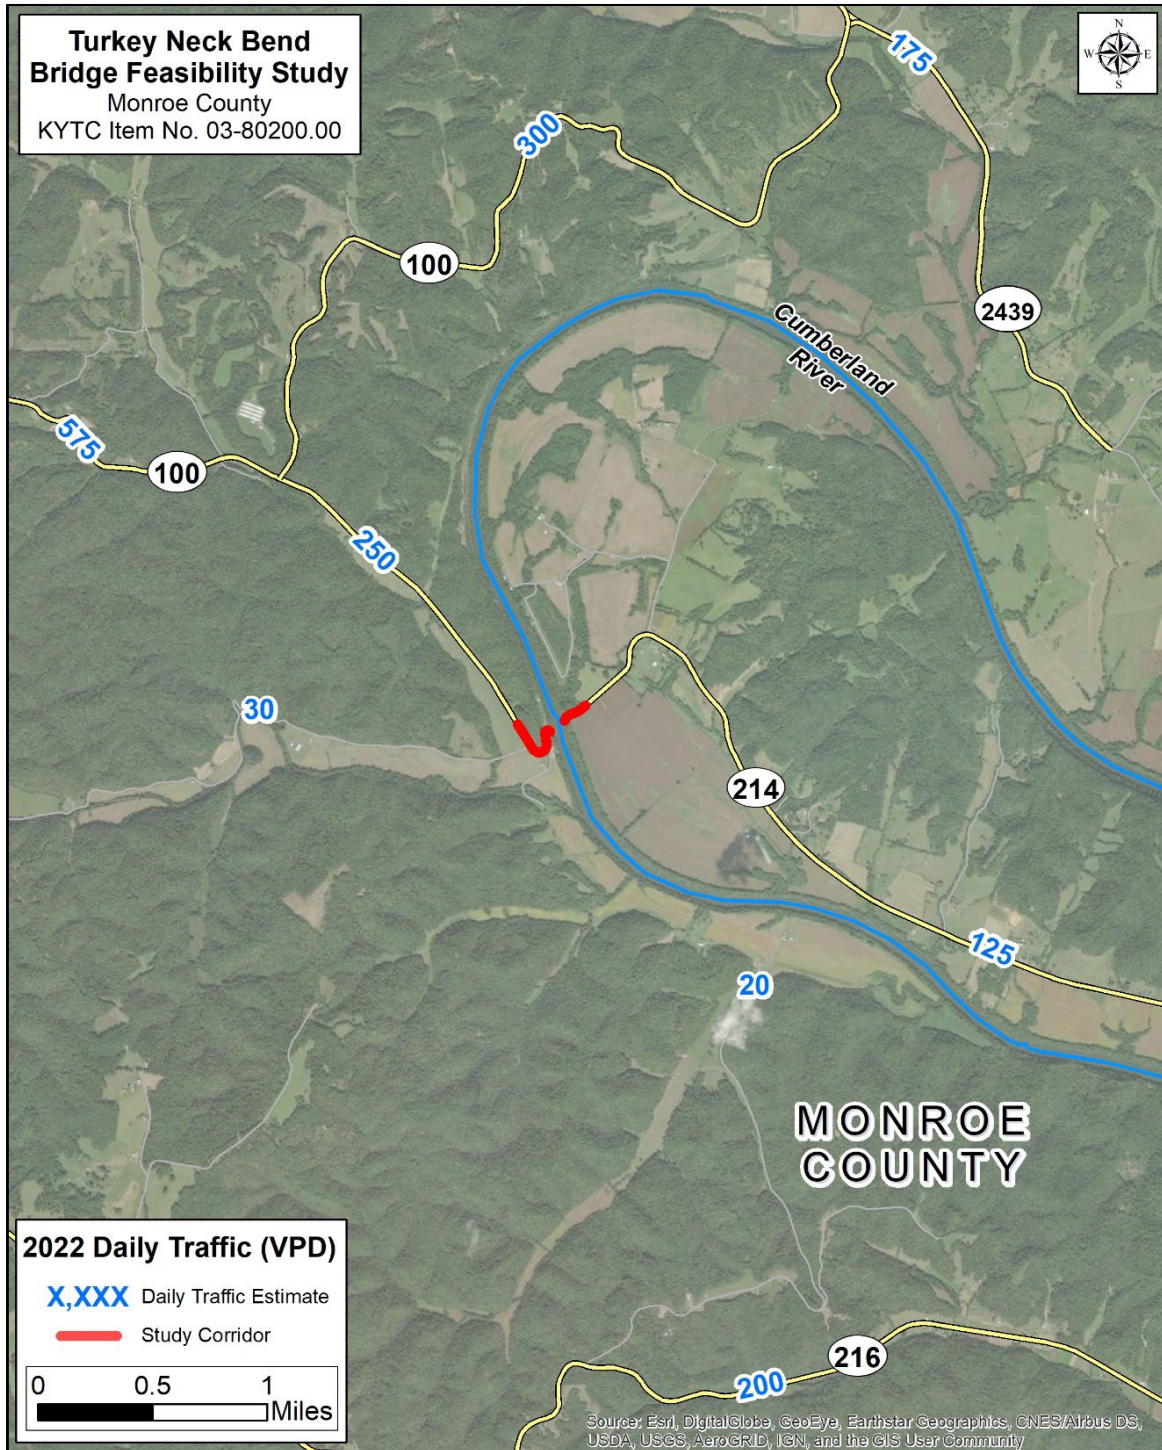 Turkey Neck Bend
Bridge Feasibility Study
Monroe County
KYTC Item No. 03-80200.00
N
W E
S
175
300
100
2439
Cumberland
River
575
100
250
30
214
125
20
MONROE
COUNTY
2022 Daily Traffic (VPD)
X,XXX Daily Traffic Estimate
Study Corridor
0 0.5 1
Miles
216
200
Source: Esri, DigitalGlobe, GeoEye, Earthstar Geographics, CNES/Airbus DS,
USDA, USGS, AeroGRID, IGN, and the GIS User Community